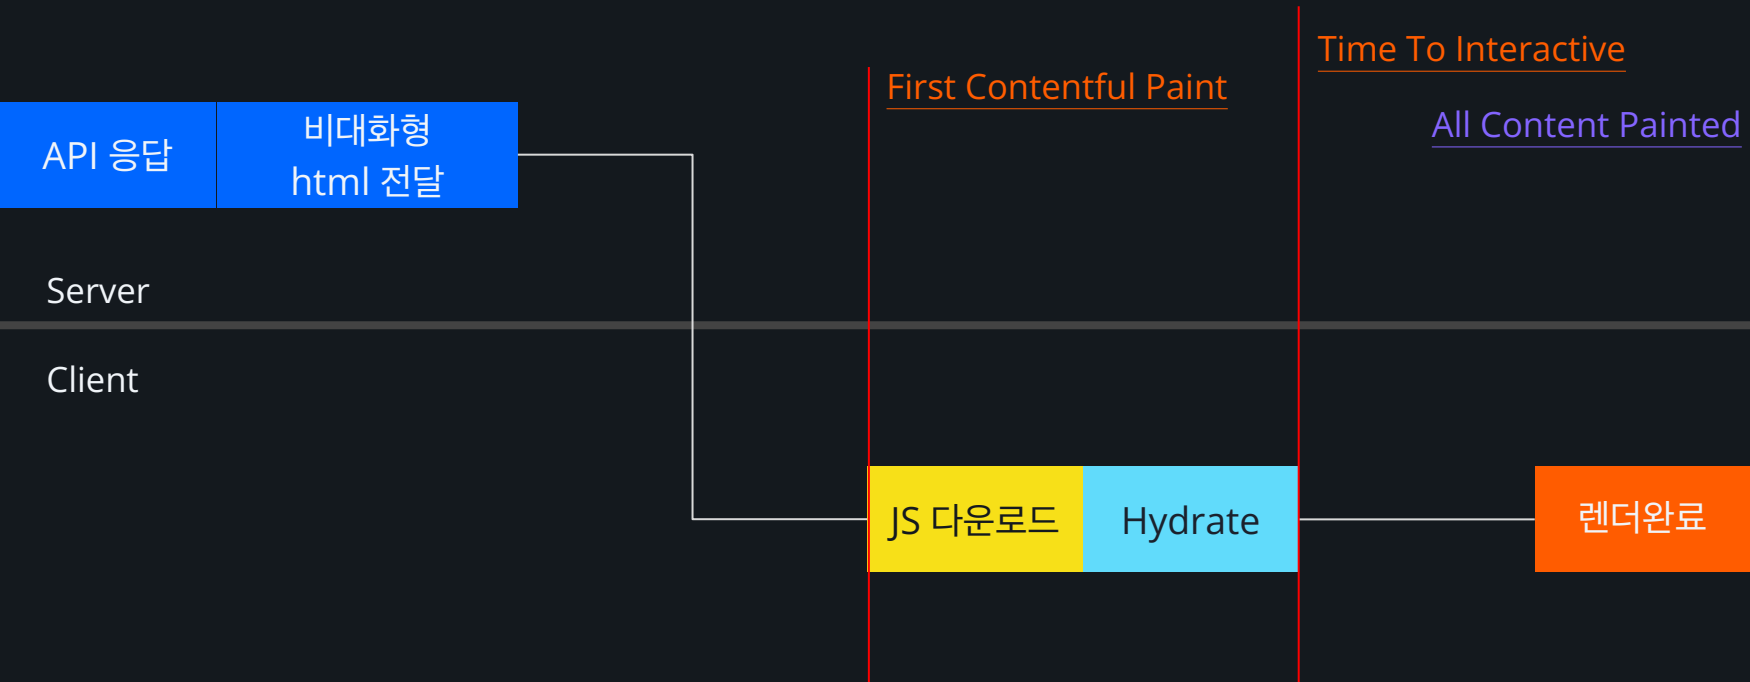 Time To Interactive
First Contentful Paint
All Content Painted
API 응답
비대화형
html 전달
Server
Client
JS 다운로드
Hydrate
렌더완료